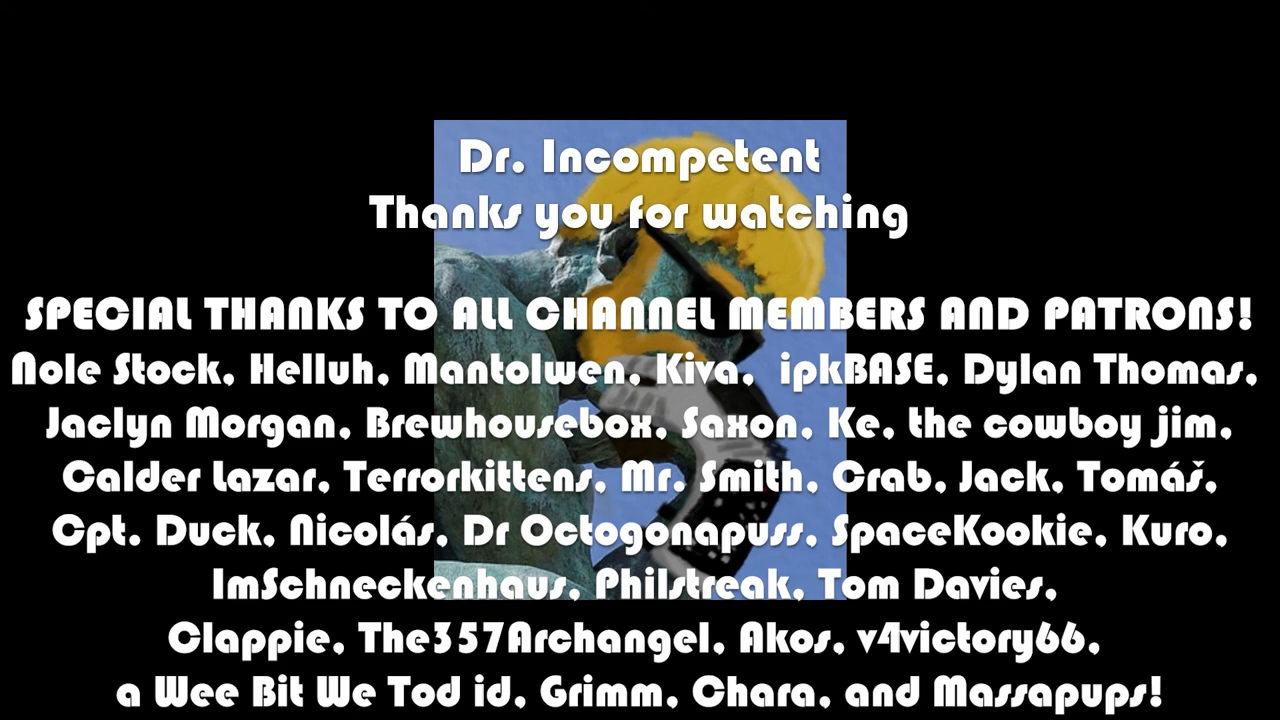 Dr. Incompetent
Thanks you for watching
SPECIAL THANKS TO ALL CHANNEL MEMBERS AND PATRONS!
Nole Stock, Helluh, Mantolwen, Kiva, ipkBASE, Dylan Thomas,
Jaclyn Morgan, Brewhousebox, Saxon, Ke, the cowboy jim,
Calder Lazar, Terrorkittens, Mr. Smith, Crab, Jack, Tomáš,
Cpt. Duck, Nicolás, Dr Octogonapuss, SpaceKookie, Kuro,
ImSchneckenhaus, Philstreak, Tom Davies,
Clappie, The357Archangel, Akos, v4victory66,
a Wee Bit We Tod id, Grimm, Chara, and Massapups!